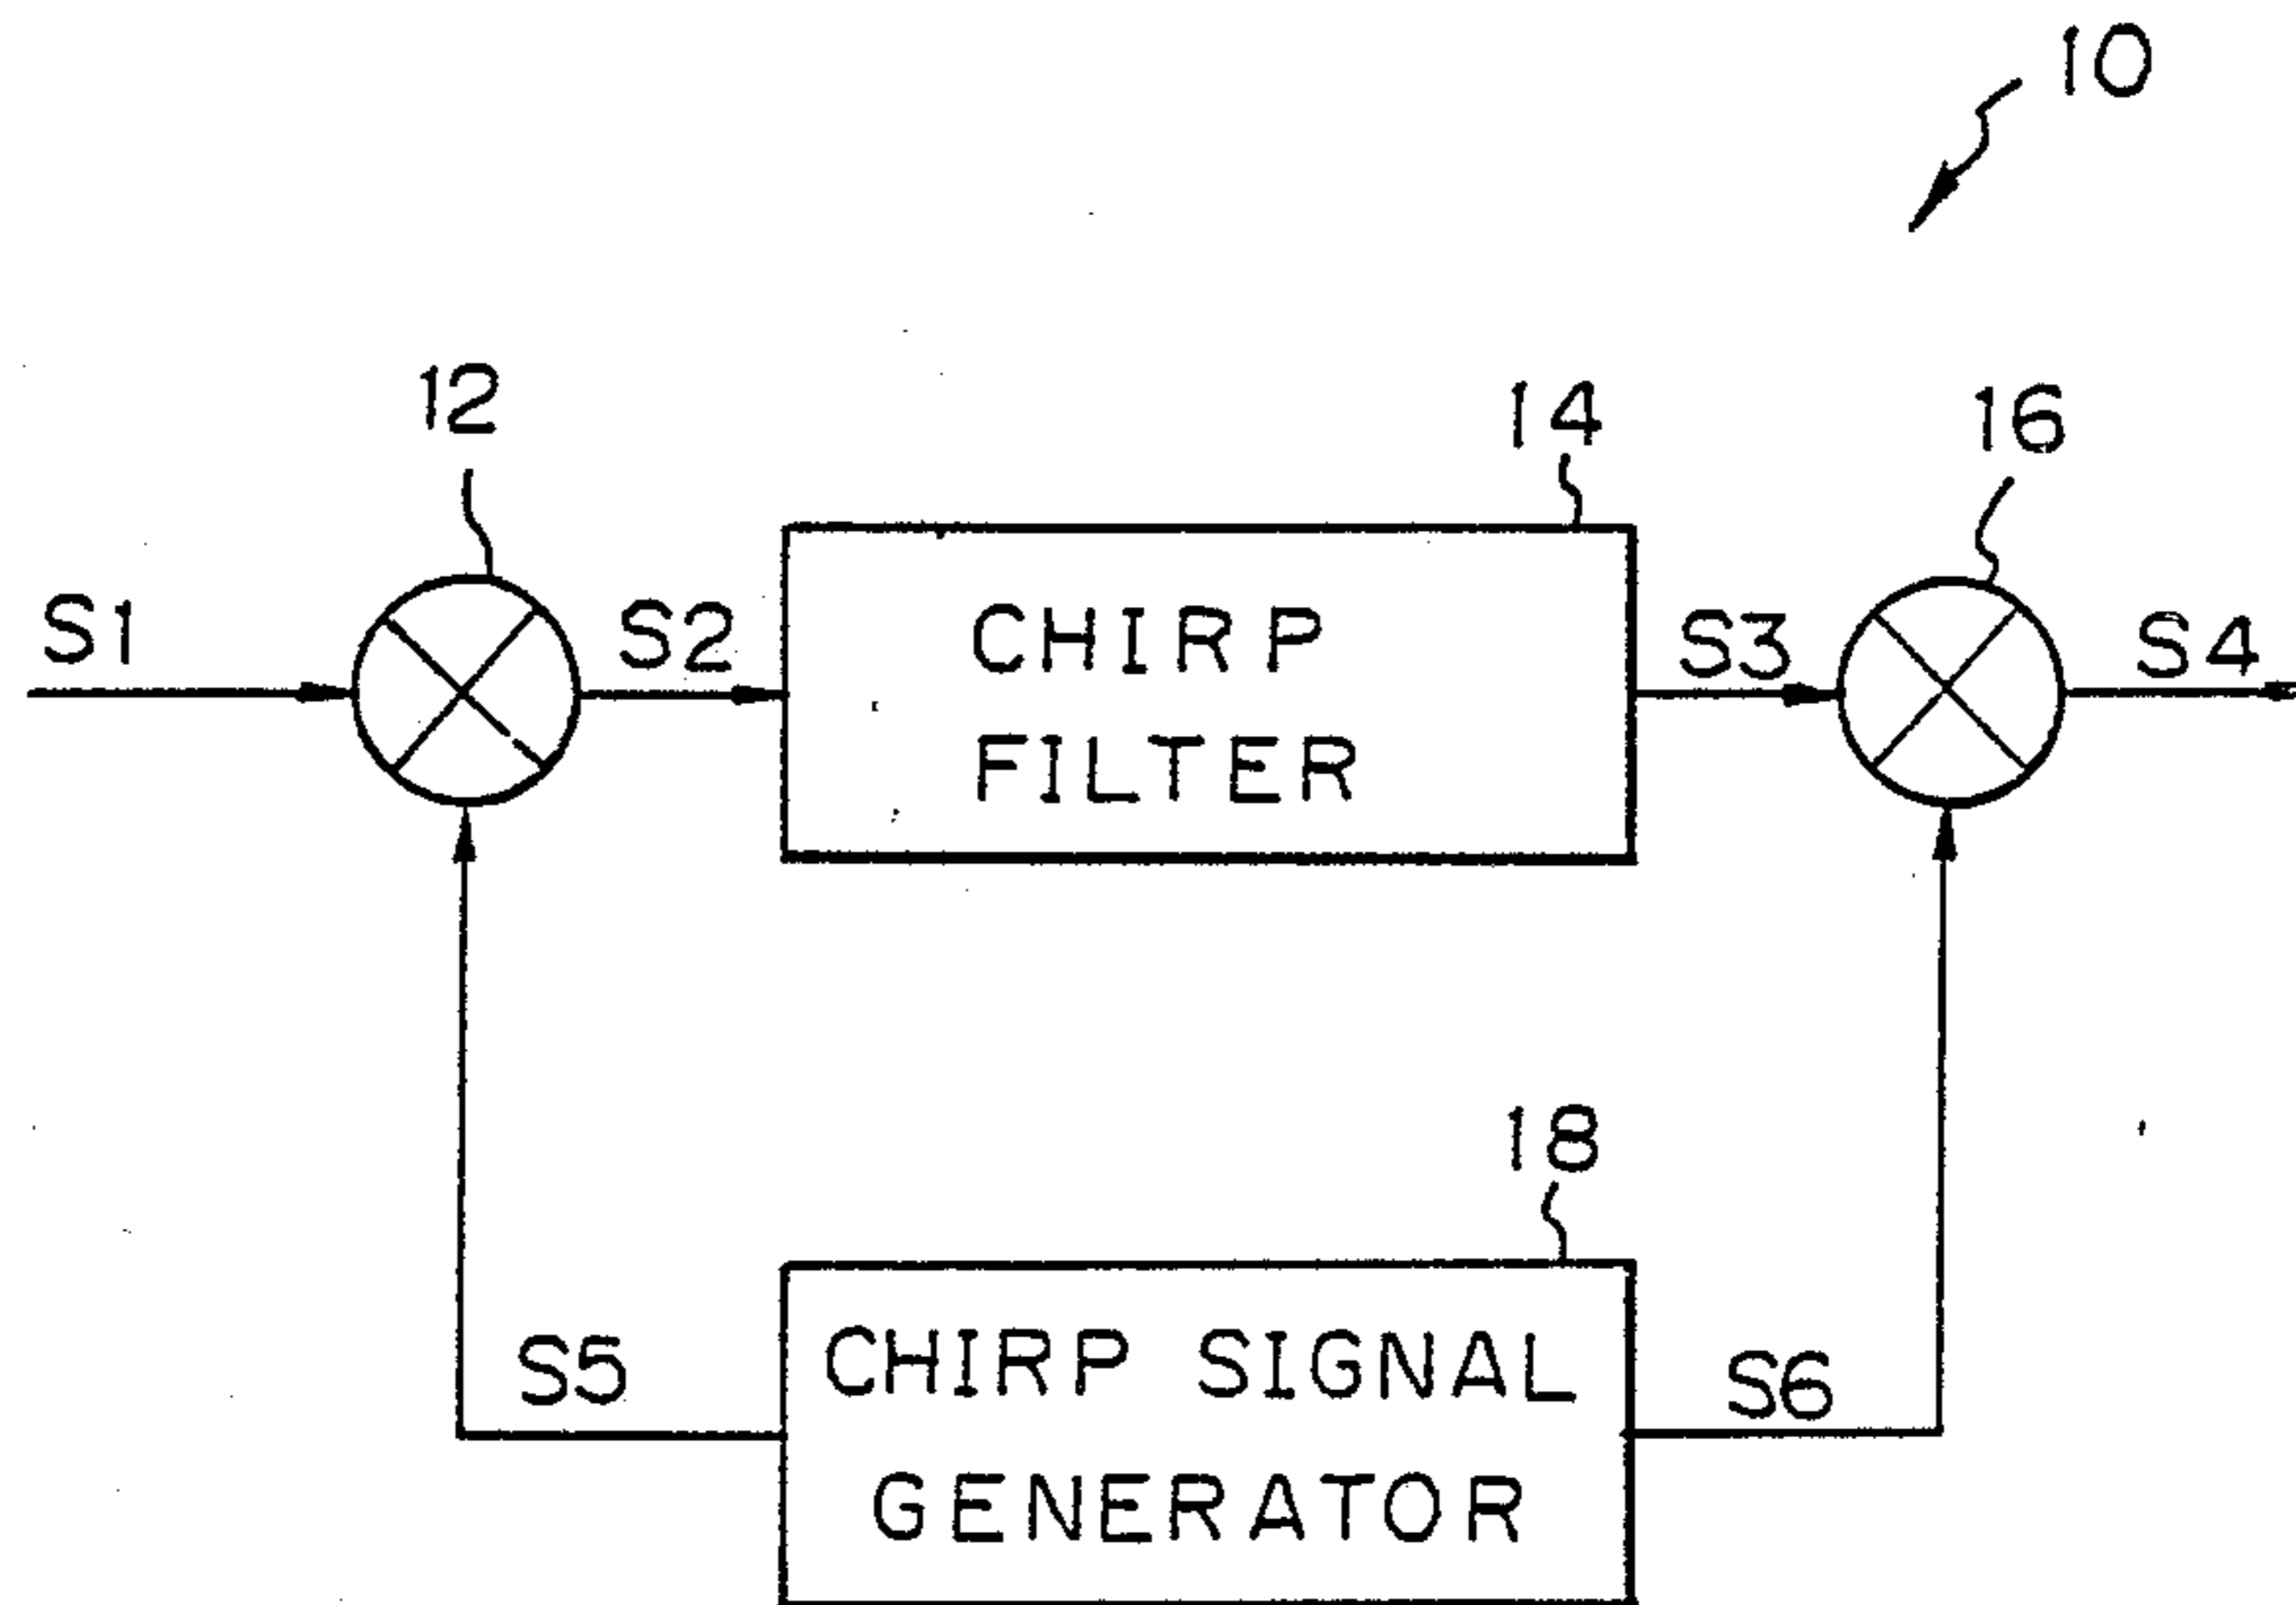 10
12
14
16
S1
S2
CHIRP
FILTER
S3
S4
18
S5
CHIRP SIGNAL
GENERATOR
S6